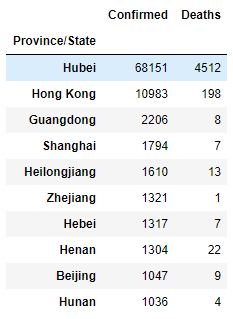 Confirmed Deaths
Province/State
Hubei 68151 4512
Hong Kong 10983 198
Guangdong 2206 8
Shanghai 1794 7
Heilongjiang 1610 13
Zhejiang 1321 1
Hebei 1317 7
Henan 1304 22
Beijing 1047 9
Hunan 1036 4